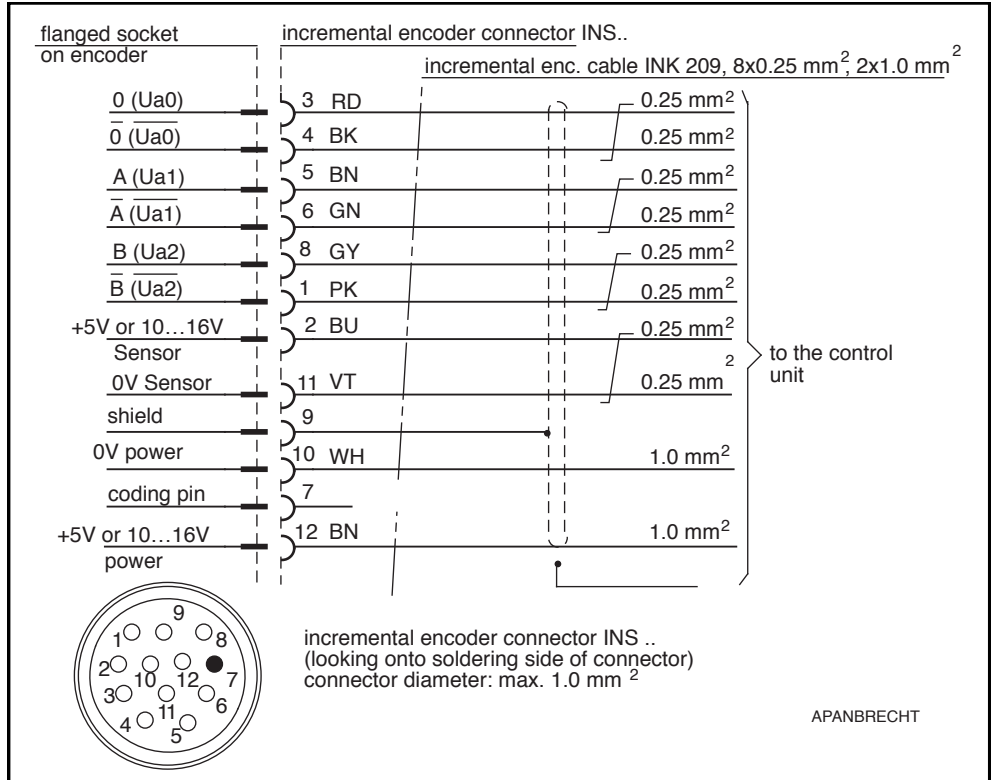 flanged socket
on encoder
incremental encoder connector INS..
incremental enc. cable INK 209, 8x0.25 mm², 2x1.0 mm²
0 (Ua0) 3 RD 0.25 mm²
0̅ (U̅a̅0̅) 4 BK 0.25 mm²
A (Ua1) 5 BN 0.25 mm²
A̅ (U̅a̅1̅) 6 GN 0.25 mm²
B (Ua2) 8 GY 0.25 mm²
B̅ (U̅a̅2̅) 1 PK 0.25 mm²
+5V or 10...16V 2 BU 0.25 mm²
Sensor
to the control
unit
0V Sensor 11 VT 0.25 mm²
shield 9
0V power 10 WH 1.0 mm²
coding pin 7
+5V or 10...16V 12 BN 1.0 mm²
power
9
1 8
2 10 12 7
3 11 6
4 5
incremental encoder connector INS ..
(looking onto soldering side of connector)
connector diameter: max. 1.0 mm ²
APANBRECHT